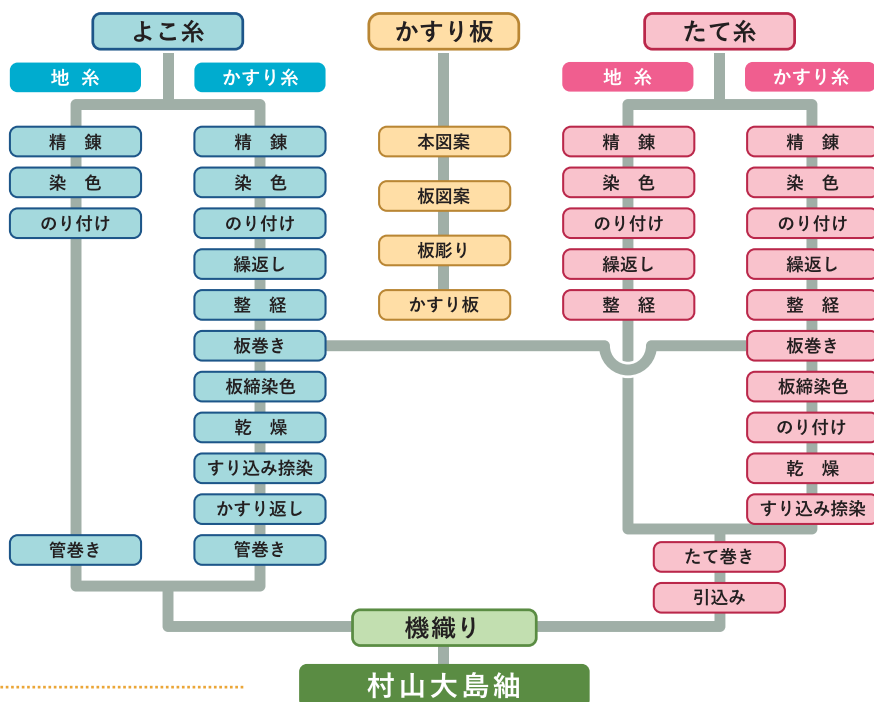 よこ糸
地 糸
かすり糸
精 錬
染 色
のり付け
管巻き
精 錬
染 色
のり付け
繰返し
整 経
板巻き
板締染色
乾 燥
すり込み捺染
かすり返し
管巻き
かすり板
本図案
板図案
板彫り
かすり板
たて糸
地 糸
かすり糸
精 錬
染 色
のり付け
繰返し
整 経
精 錬
染 色
のり付け
繰返し
整 経
板巻き
板締染色
のり付け
乾 燥
すり込み捺染
たて巻き
引込み
機織り
村山大島紬